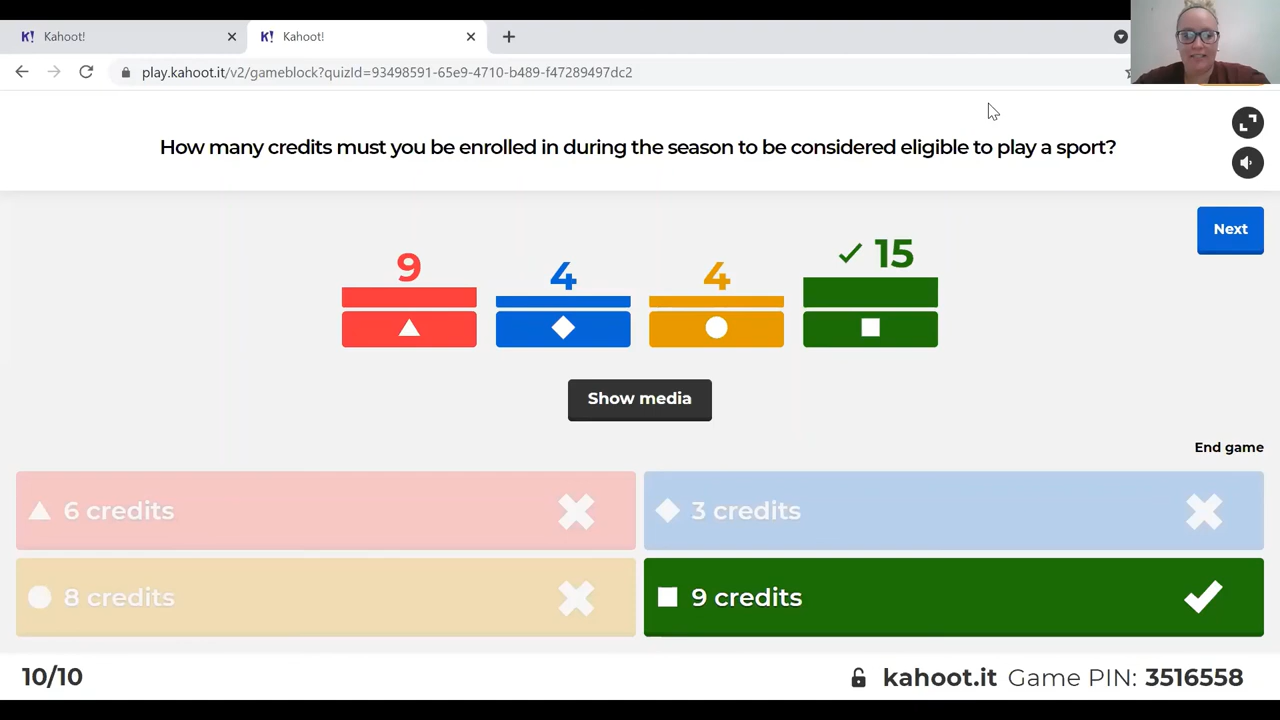 K! Kahoot!
K! Kahoot!
play.kahoot.it/v2/gameblock?quizId=93498591-65e9-4710-b489-f47289497dc2
How many credits must you be enrolled in during the season to be considered eligible to play a sport?
Next
9
4
4
15
Show media
End game
6 credits
3 credits
8 credits
9 credits
10/10
kahoot.it Game PIN: 3516558